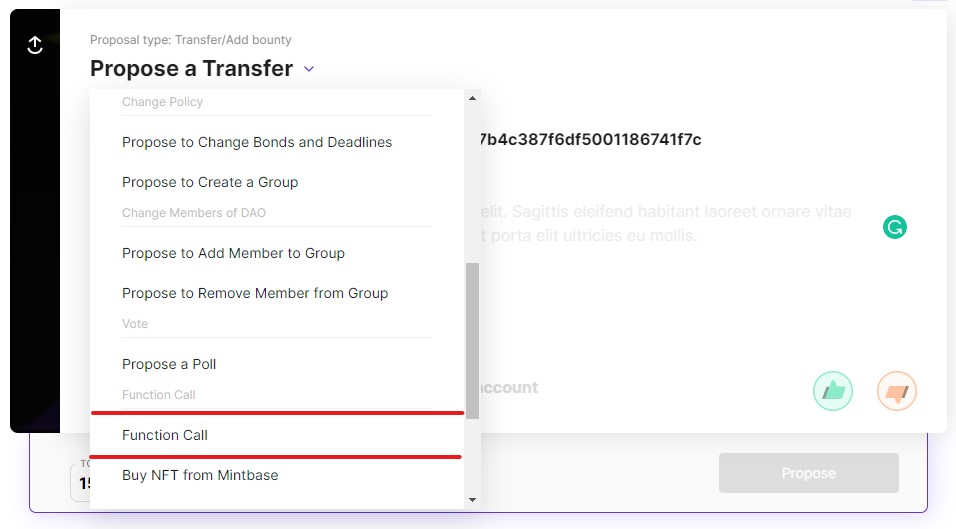 Proposal type: Transfer/Add bounty
Propose a Transfer
Change Policy
Propose to Change Bonds and Deadlines
7b4c387f6df5001186741f7c
Propose to Create a Group
Change Members of DAO
elit. Sagittis eleifend habitant laoreet ornare vitae
porta elit ultricies eu mollis.
Propose to Add Member to Group
Propose to Remove Member from Group
Vote
Propose a Poll
Function Call
account
Function Call
Buy NFT from Mintbase
Propose